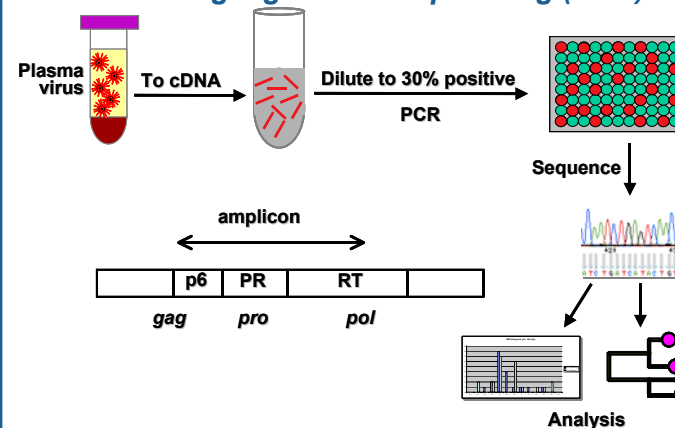 Plasma
virus
To cDNA
Dilute to 30% positive
PCR
Sequence
amplicon
p6 PR RT
gag pro pol
Analysis